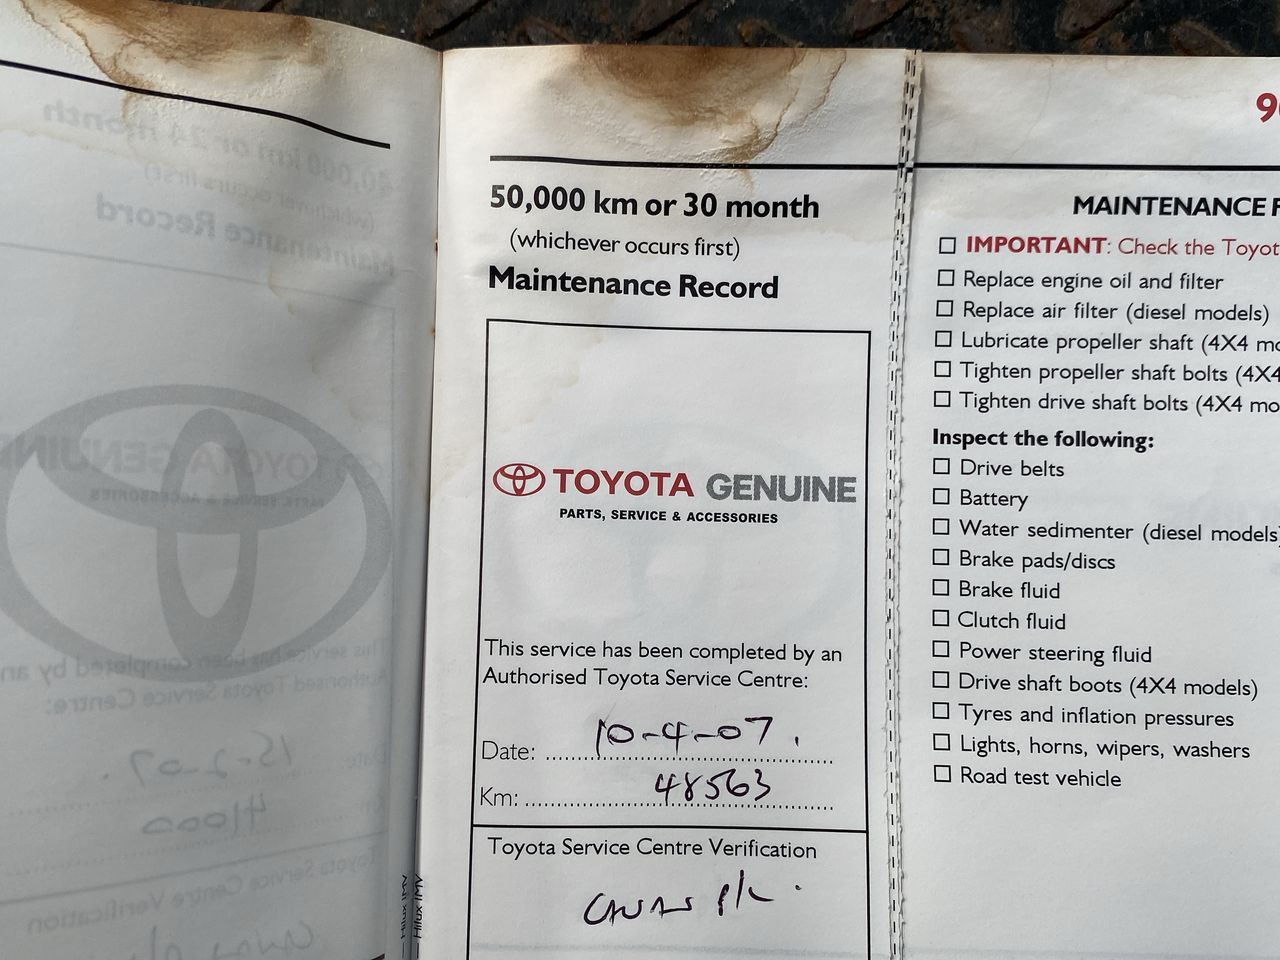 50,000 km or 30 month
(whichever occurs first)
Maintenance Record
TOYOTA GENUINE
PARTS, SERVICE & ACCESSORIES
This service has been completed by an
Authorised Toyota Service Centre:
Date: 10-4-07.
Km: 48563
Toyota Service Centre Verification
P/L
Hilux IMV
Hilux IMV
MAINTENANCE
IMPORTANT: Check the
Replace engine oil and filter
Replace air filter (diesel models)
Lubricate propeller shaft (4X4
Tighten propeller shaft bolts (4X4
Tighten drive shaft bolts (4X4
Inspect the following:
Drive belts
Battery
Water sedimenter (diesel models)
Brake pads/discs
Brake fluid
Clutch fluid
Power steering fluid
Drive shaft boots (4X4 models)
Tyres and inflation pressures
Lights, horns, wipers, washers
Road test vehicle